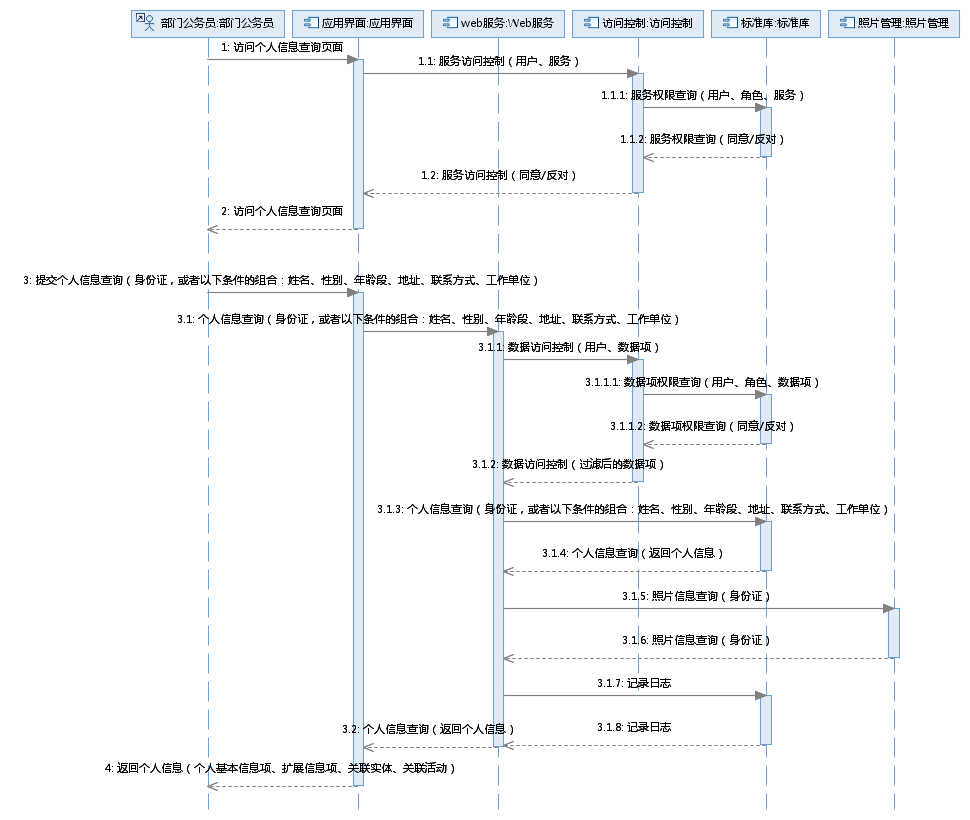 部门公务员:部门公务员
应用界面:应用界面
web服务:Web服务
访问控制:访问控制
标准库:标准库
照片管理:照片管理
1: 访问个人信息查询页面
1.1: 服务访问控制（用户、服务）
1.1.1: 服务权限查询（用户、角色、服务）
1.1.2: 服务权限查询（同意/反对）
1.2: 服务访问控制（同意/反对）
2: 访问个人信息查询页面
3: 提交个人信息查询（身份证，或者以下条件的组合：姓名、性别、年龄段、地址、联系方式、工作单位）
3.1: 个人信息查询（身份证，或者以下条件的组合：姓名、性别、年龄段、地址、联系方式、工作单位）
3.1.1: 数据访问控制（用户、数据项）
3.1.1.1: 数据项权限查询（用户、角色、数据项）
3.1.1.2: 数据项权限查询（同意/反对）
3.1.2: 数据访问控制（过滤后的数据项）
3.1.3: 个人信息查询（身份证，或者以下条件的组合：姓名、性别、年龄段、地址、联系方式、工作单位）
3.1.4: 个人信息查询（返回个人信息）
3.1.5: 照片信息查询（身份证）
3.1.6: 照片信息查询（身份证）
3.1.7: 记录日志
3.1.8: 记录日志
3.2: 个人信息查询（返回个人信息）
4: 返回个人信息（个人基本信息项、扩展信息项、关联实体、关联活动）